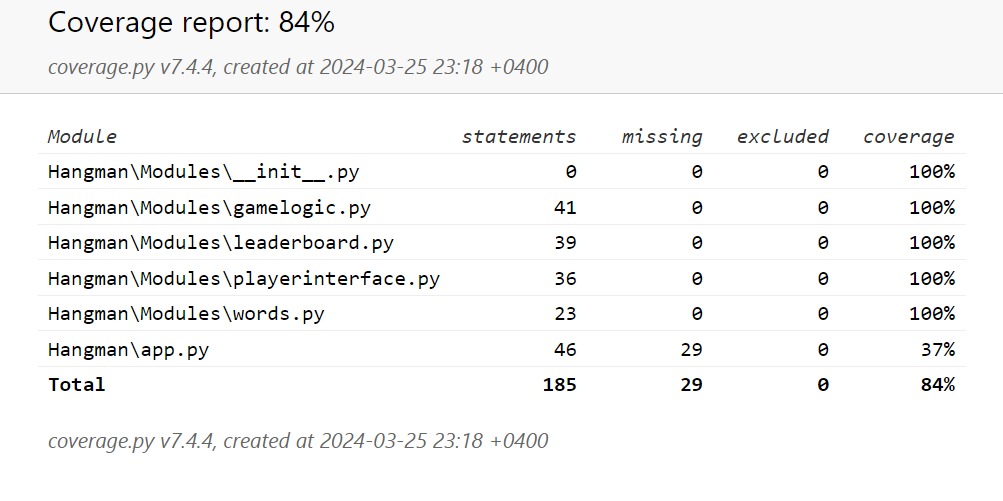 Coverage report: 84%
coverage.py v7.4.4, created at 2024-03-25 23:18 +0400
Module statements missing excluded coverage
Hangman\Modules\__init__.py 0 0 0 100%
Hangman\Modules\gamelogic.py 41 0 0 100%
Hangman\Modules\leaderboard.py 39 0 0 100%
Hangman\Modules\playerinterface.py 36 0 0 100%
Hangman\Modules\words.py 23 0 0 100%
Hangman\app.py 46 29 0 37%
Total 185 29 0 84%
coverage.py v7.4.4, created at 2024-03-25 23:18 +0400